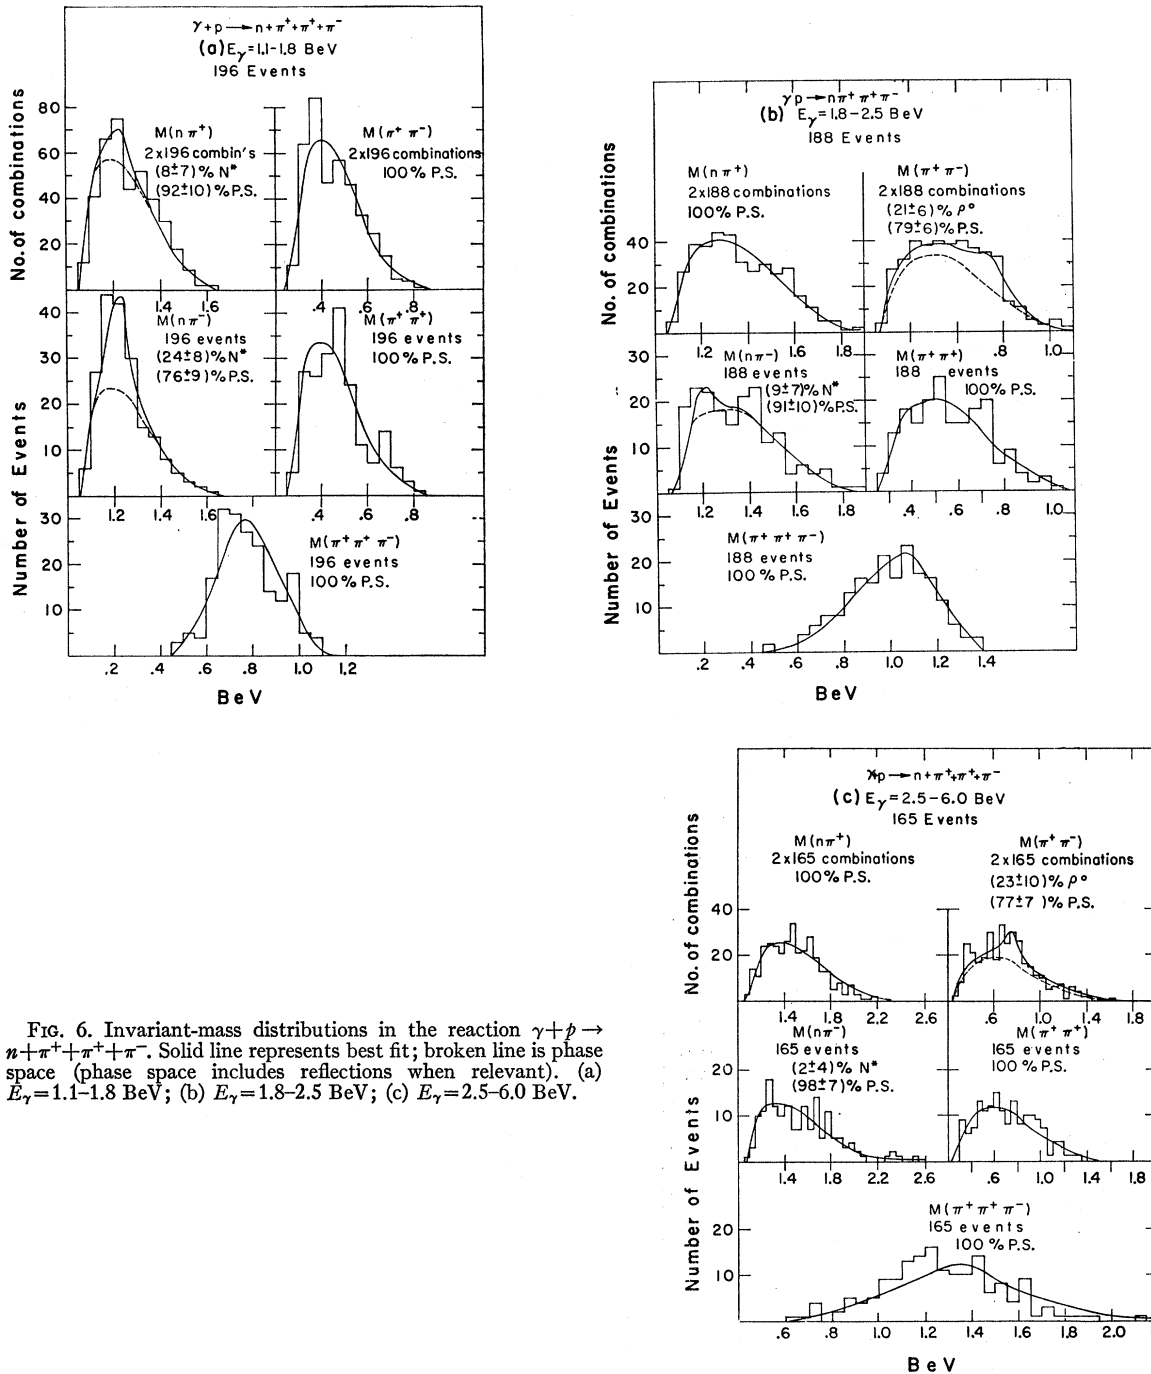 γ+p→n+π⁺+π⁺+π⁻
(a) Eγ=1.1-1.8 BeV
196 Events
No. of combinations
80
60
40
20
M(nπ⁺)
2x196 combin's
(8±7)% N*
(92±10)% P.S.
M(π⁺ π⁻)
2x196 combinations
100% P.S.
1.4 1.6
.4 .6 .8
Number of Events
40
30
20
10
M(nπ⁻)
196 events
(24±8)% N*
(76±9)% P.S.
M(π⁺ π⁺)
196 events
100% P.S.
1.2 1.4 1.6
.4 .6 .8
30
20
10
M(π⁺ π⁺ π⁻)
196 events
100% P.S.
.2 .4 .6 .8 1.0 1.2
BeV
γp→nπ⁺π⁺π⁻
(b) Eγ=1.8-2.5 BeV
188 Events
No. of combinations
40
20
M(nπ⁺)
2x188 combinations
100% P.S.
M(π⁺ π⁻)
2x188 combinations
(21±6)% ρ°
(79±6)% P.S.
1.2 1.4 1.6 1.8
.4 .6 .8 1.0
Number of Events
30
20
10
M(nπ-)
188 events
(9±7)% N*
(91±10)% P.S.
M(π⁺ π⁺)
188 events
100% P.S.
1.2 1.4 1.6 1.8
.4 .6 .8 1.0
20
10
M(π⁺ π⁺ π⁻)
188 events
100% P.S.
.2 .4 .6 .8 1.0 1.2 1.4
BeV
γp→n+π⁺+π⁺+π⁻
(c) Eγ=2.5-6.0 BeV
165 Events
No. of combinations
40
20
M(nπ⁺)
2x165 combinations
100% P.S.
M(π⁺ π⁻)
2x165 combinations
(23±10)% ρ°
(77±7 )% P.S.
1.4 1.8 2.2 2.6
.6 1.0 1.4 1.8
Number of Events
20
10
M(nπ⁻)
165 events
(2±4)% N*
(98±7)% P.S.
M(π⁺ π⁺)
165 events
100% P.S.
1.4 1.8 2.2 2.6
.6 1.0 1.4 1.8
20
10
M(π⁺ π⁺ π⁻)
165 events
100% P.S.
.6 .8 1.0 1.2 1.4 1.6 1.8 2.0
BeV
FIG. 6. Invariant-mass distributions in the reaction γ+p→
n+π⁺+π⁺+π⁻. Solid line represents best fit; broken line is phase
space (phase space includes reflections when relevant). (a)
Eγ=1.1–1.8 BeV; (b) Eγ=1.8–2.5 BeV; (c) Eγ=2.5–6.0 BeV.